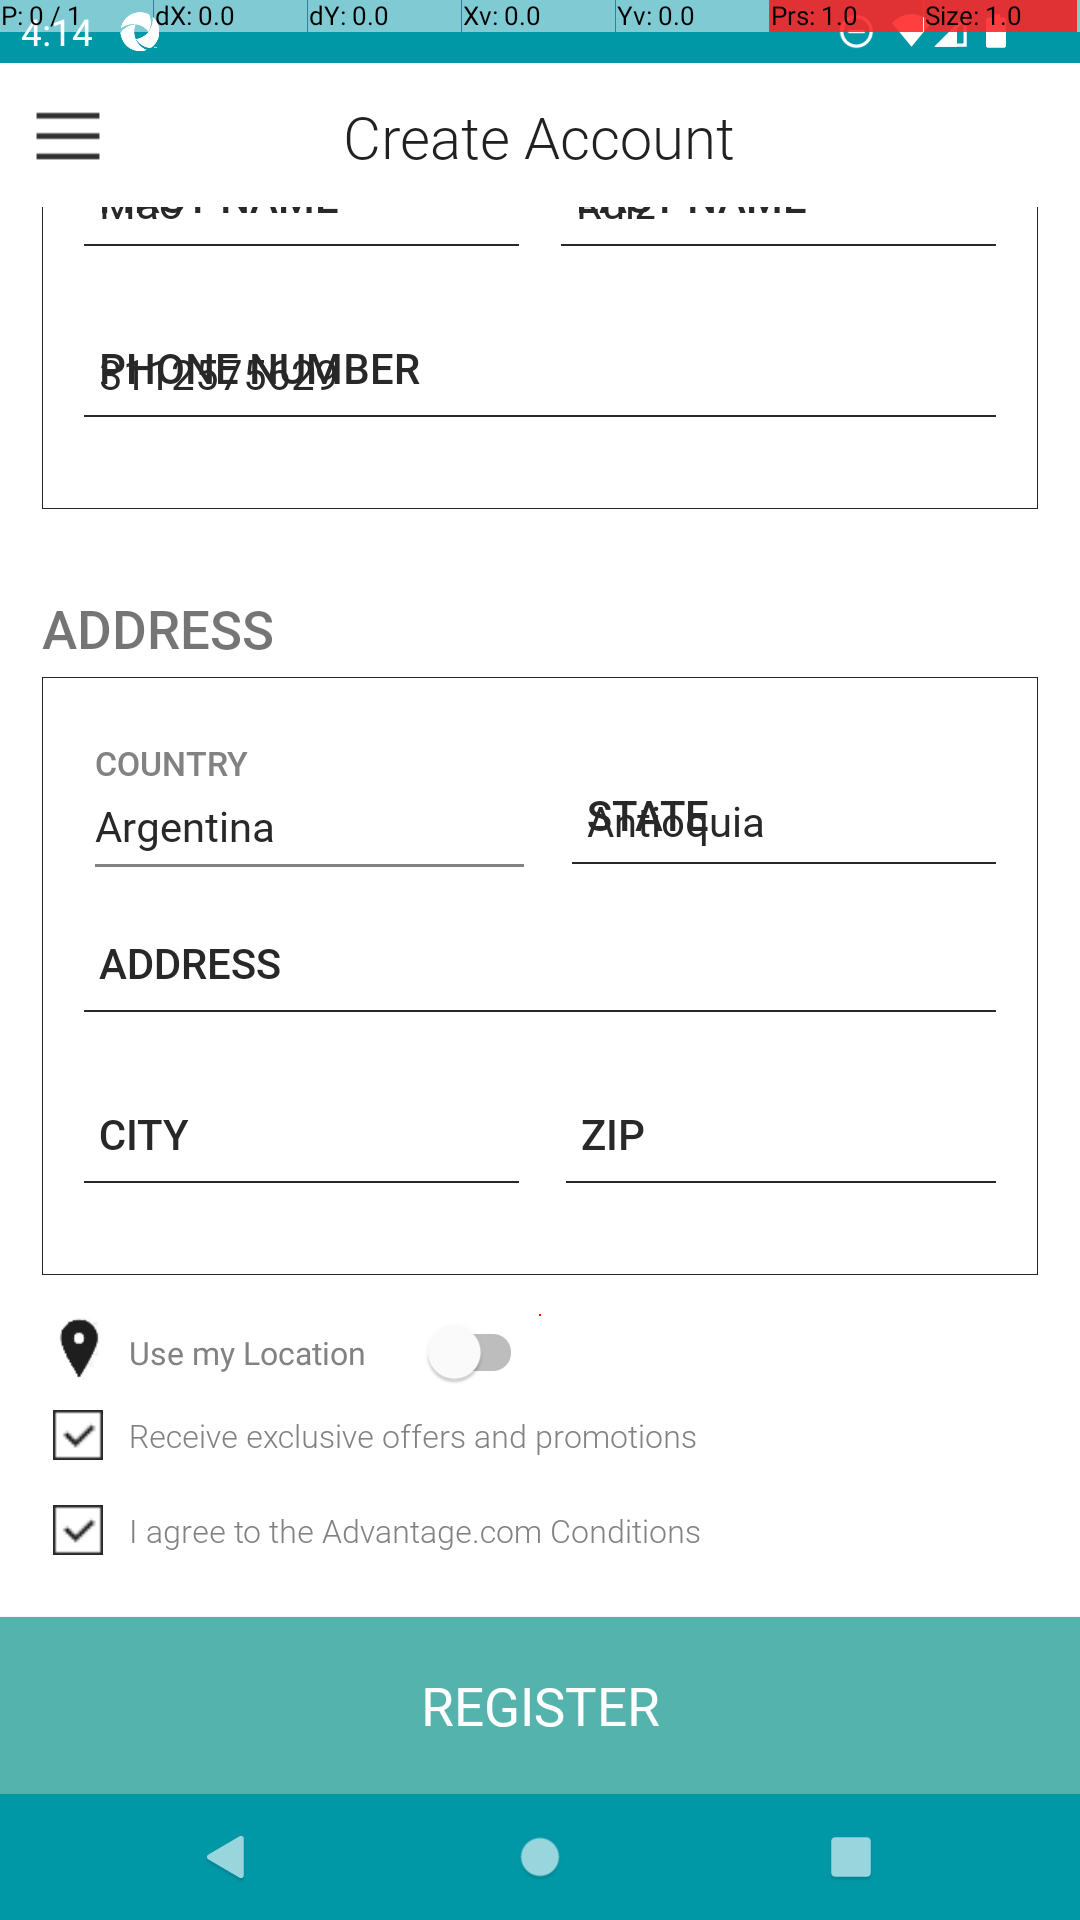 P: 0 / 1 dX: 0.0 dY: 0.0 Xv: 0.0 Yv: 0.0 Prs: 1.0 Size: 1.0
4:14
Create Account
NAME NAME
PHONE NUMBER
3112575629
ADDRESS
COUNTRY
Argentina
STATE
Antioquia
ADDRESS
CITY ZIP
Use my Location
Receive exclusive offers and promotions
I agree to the Advantage.com Conditions
REGISTER